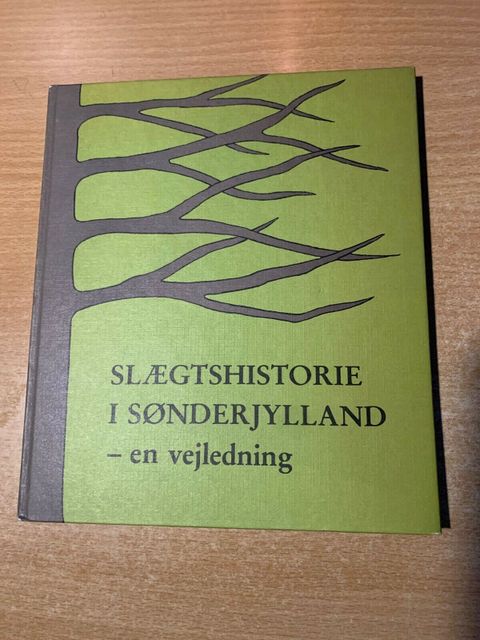 SLÆGTSHISTORIE
I SØNDERJYLLAND
– en vejledning